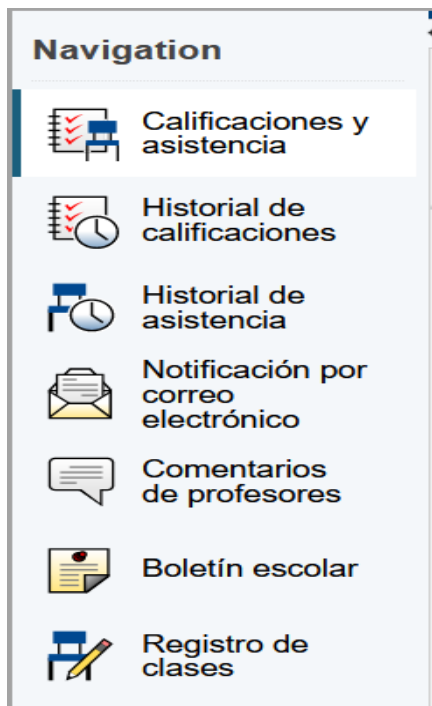 Navigation
Calificaciones y
asistencia
Historial de
calificaciones
Historial de
asistencia
Notificación por
correo
electrónico
Comentarios
de profesores
Boletín escolar
Registro de
clases